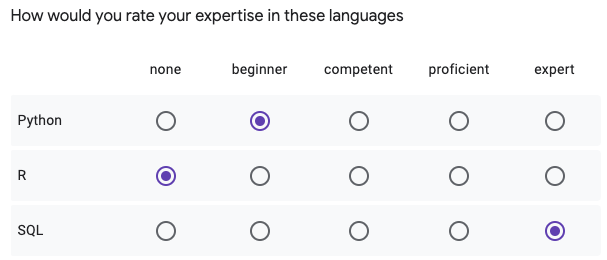 How would you rate your expertise in these languages
none beginner competent proficient expert
Python
R
SQL